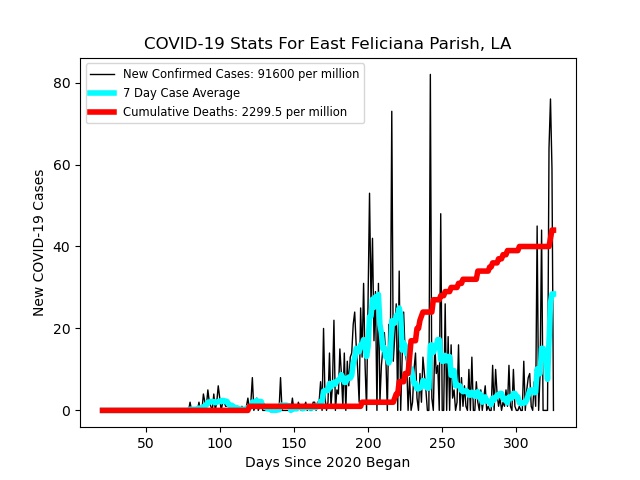 COVID-19 Stats For East Feliciana Parish, LA
New Confirmed Cases: 91600 per million
7 Day Case Average
Cumulative Deaths: 2299.5 per million
New COVID-19 Cases
80
60
40
20
0
50 100 150 200 250 300
Days Since 2020 Began